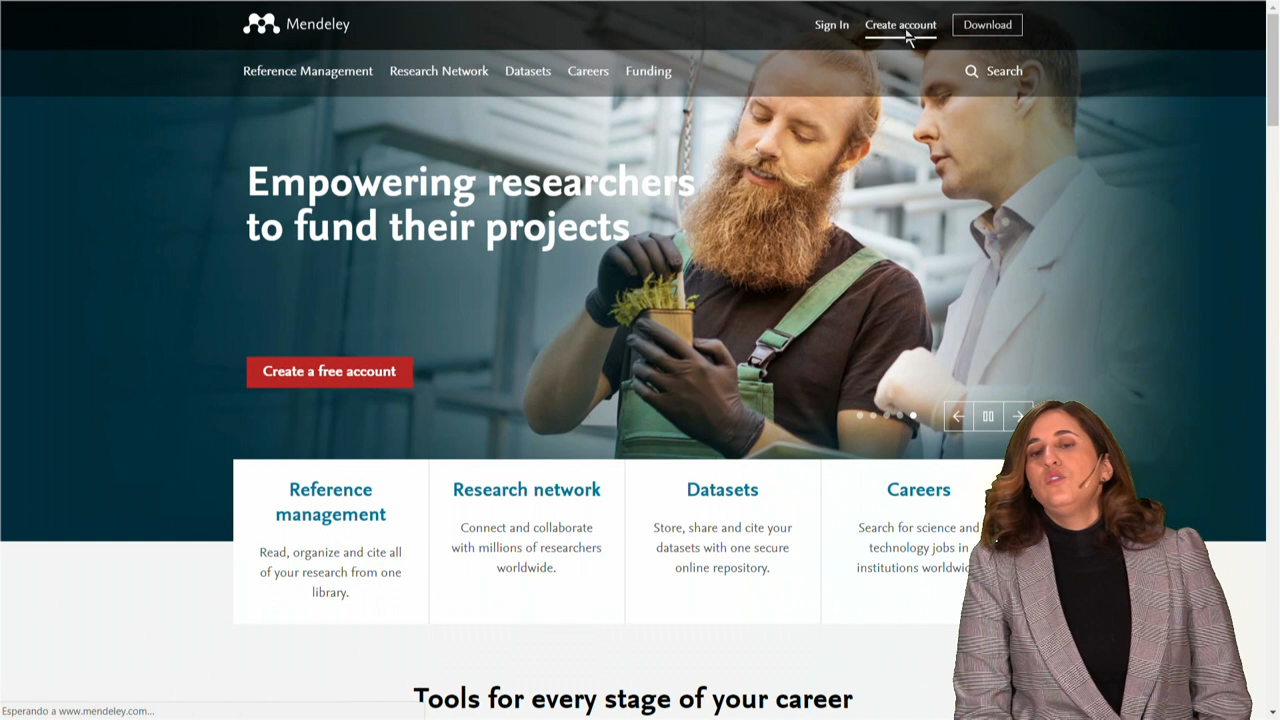 Mendeley
Sign In
Create account
Download
Reference Management
Research Network
Datasets
Careers
Funding
Search
Empowering researchers
to fund their projects
Create a free account
Reference
management
Read, organize and cite all
of your research from one
library.
Research network
Connect and collaborate
with millions of researchers
worldwide.
Datasets
Store, share and cite your
datasets with one secure
online repository.
Careers
Search for science and
technology jobs in
institutions
Tools for every stage of your career
Esperando a www.mendeley.com...